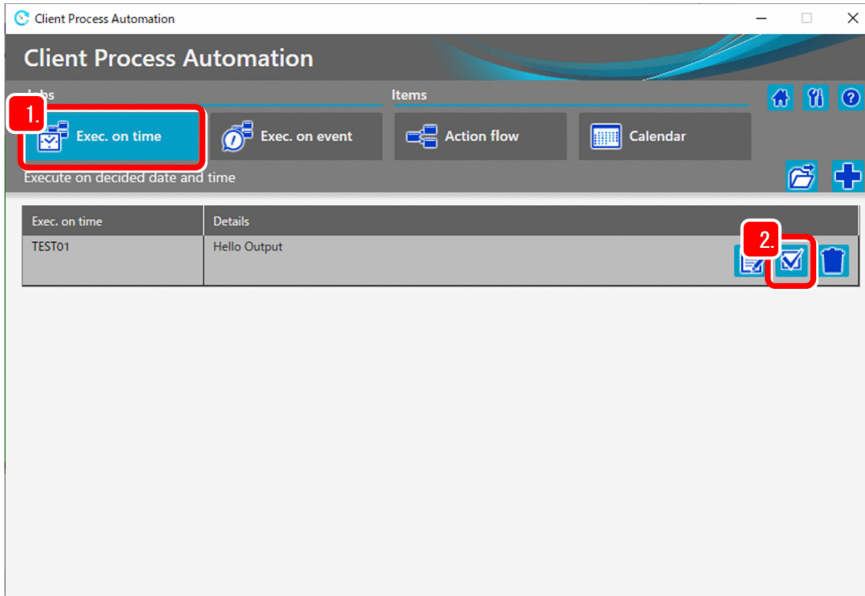 Client Process Automation
Client Process Automation
Jobs
Items
1.
Exec. on time
Exec. on event
Action flow
Calendar
Execute on decided date and time
Exec. on time
Details
TEST01
Hello Output
2.